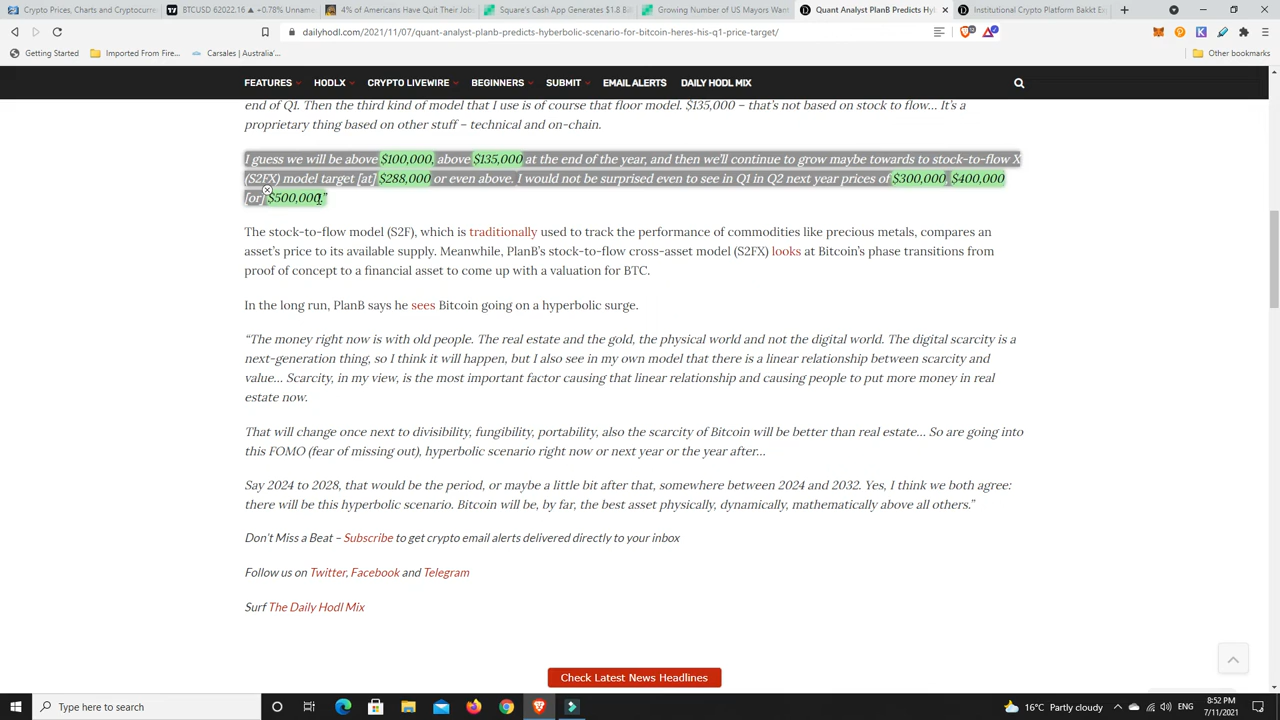 Crypto Prices, Charts and Cryptocurre
BTCUSD 62022.16 ▲ +0.78% Unname
4% of Americans Have Quit Their Jobs
Square's Cash App Generates $1.8 Bil
Growing Number of US Mayors Wan
Quant Analyst PlanB Predicts Hyb
Institutional Crypto Platform Bakkt Ex
dailyhodl.com/2021/11/07/quant-analyst-planb-predicts-hyberbolic-scenario-for-bitcoin-heres-his-q1-price-target/
Getting Started
Imported From Fire...
Carsales | Australia'...
Other bookmarks
FEATURES
HODLX
CRYPTO LIVEWIRE
BEGINNERS
SUBMIT
EMAIL ALERTS
DAILY HODL MIX
end of Q1. Then the third kind of model that I use is of course that floor model. $135,000 – that's not based on stock to flow… It's a
proprietary thing based on other stuff – technical and on-chain.
I guess we will be above $100,000, above $135,000 at the end of the year, and then we'll continue to grow maybe towards to stock-to-flow X
(S2FX) model target [at] $288,000 or even above. I would not be surprised even to see in Q1 in Q2 next year prices of $300,000, $400,000
[or] $500,000."
The stock-to-flow model (S2F), which is traditionally used to track the performance of commodities like precious metals, compares an
asset's price to its available supply. Meanwhile, PlanB's stock-to-flow cross-asset model (S2FX) looks at Bitcoin's phase transitions from
proof of concept to a financial asset to come up with a valuation for BTC.
In the long run, PlanB says he sees Bitcoin going on a hyperbolic surge.
“The money right now is with old people. The real estate and the gold, the physical world and not the digital world. The digital scarcity is a
next-generation thing, so I think it will happen, but I also see in my own model that there is a linear relationship between scarcity and
value… Scarcity, in my view, is the most important factor causing that linear relationship and causing people to put more money in real
estate now.
That will change once next to divisibility, fungibility, portability, also the scarcity of Bitcoin will be better than real estate… So are going into
this FOMO (fear of missing out), hyperbolic scenario right now or next year or the year after…
Say 2024 to 2028, that would be the period, or maybe a little bit after that, somewhere between 2024 and 2032. Yes, I think we both agree:
there will be this hyperbolic scenario. Bitcoin will be, by far, the best asset physically, dynamically, mathematically above all others.”
Don't Miss a Beat – Subscribe to get crypto email alerts delivered directly to your inbox
Follow us on Twitter, Facebook and Telegram
Surf The Daily Hodl Mix
Check Latest News Headlines
Type here to search
16°C Partly cloudy
8:52 PM
7/11/2021